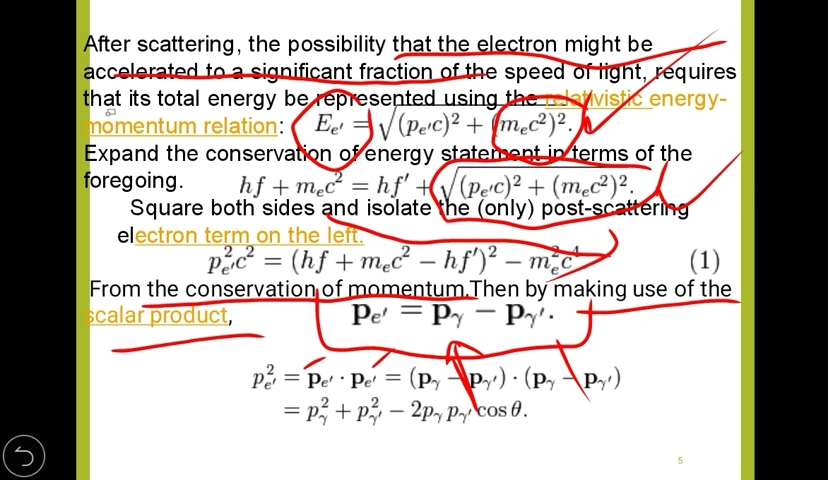 After scattering, the possibility that the electron might be
accelerated to a significant fraction of the speed of light, requires
that its total energy be represented using the relativistic energy-
momentum relation: E_{e′} = √((p_{e′}c)² + (m_ec²)²).
Expand the conservation of energy statement in terms of the
foregoing. hf + m_ec² = hf′ + √((p_{e′}c)² + (m_ec²)²).
Square both sides and isolate the (only) post-scattering
electron term on the left.
p_{e′}²c² = (hf + m_ec² − hf′)² − m_e²c⁴ (1)
From the conservation of momentum.Then by making use of the
scalar product, p_{e′} = p_γ − p_{γ′}.
p_{e′}² = p_{e′} · p_{e′} = (p_γ − p_{γ′}) · (p_γ − p_{γ′})
= p_γ² + p_{γ′}² − 2p_γ p_{γ′} cos θ.
5